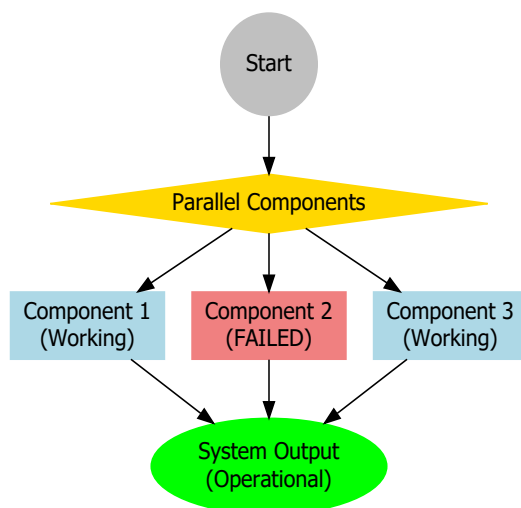 Start
Parallel Components
Component 1
(Working)
Component 2
(FAILED)
Component 3
(Working)
System Output
(Operational)